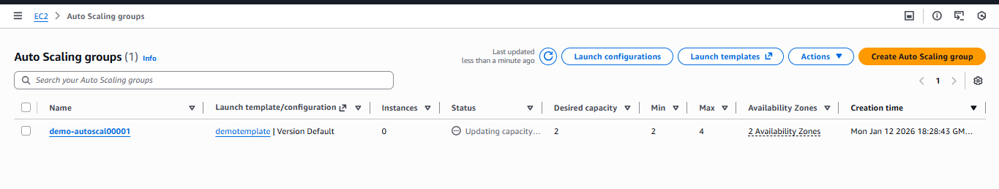 EC2 > Auto Scaling groups
Auto Scaling groups (1) Info
Last updated
less than a minute ago
Launch configurations
Launch templates
Actions
Create Auto Scaling group
Search your Auto Scaling groups
1
Name Launch template/configuration Instances Status Desired capacity Min Max Availability Zones Creation time
demo-autoscal00001 demotemplate | Version Default 0 Updating capacity... 2 2 4 2 Availability Zones Mon Jan 12 2026 18:28:43 GM...